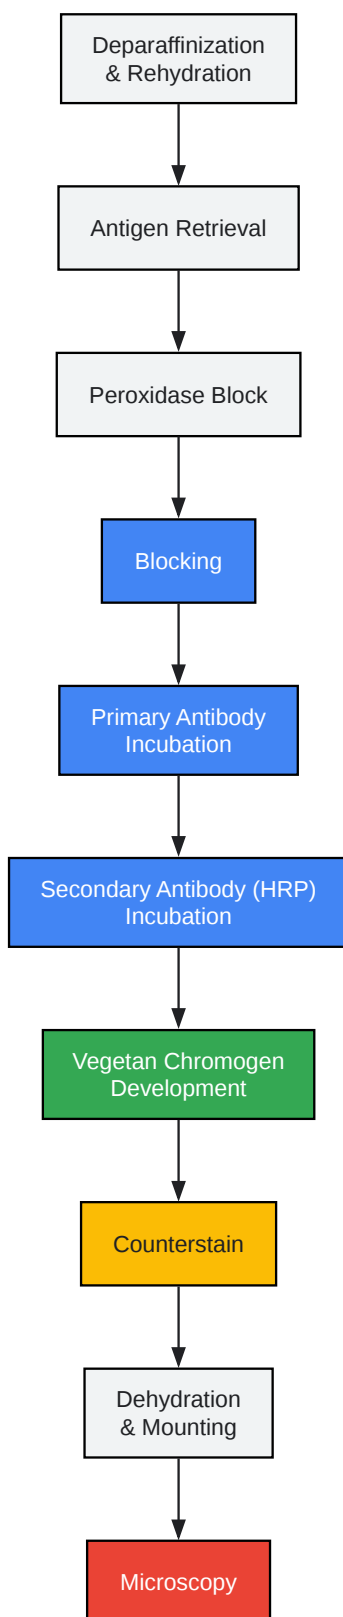 Deparaffinization
& Rehydration
Antigen Retrieval
Peroxidase Block
Blocking
Primary Antibody
Incubation
Secondary Antibody (HRP)
Incubation
Vegetan Chromogen
Development
Counterstain
Dehydration
& Mounting
Microscopy